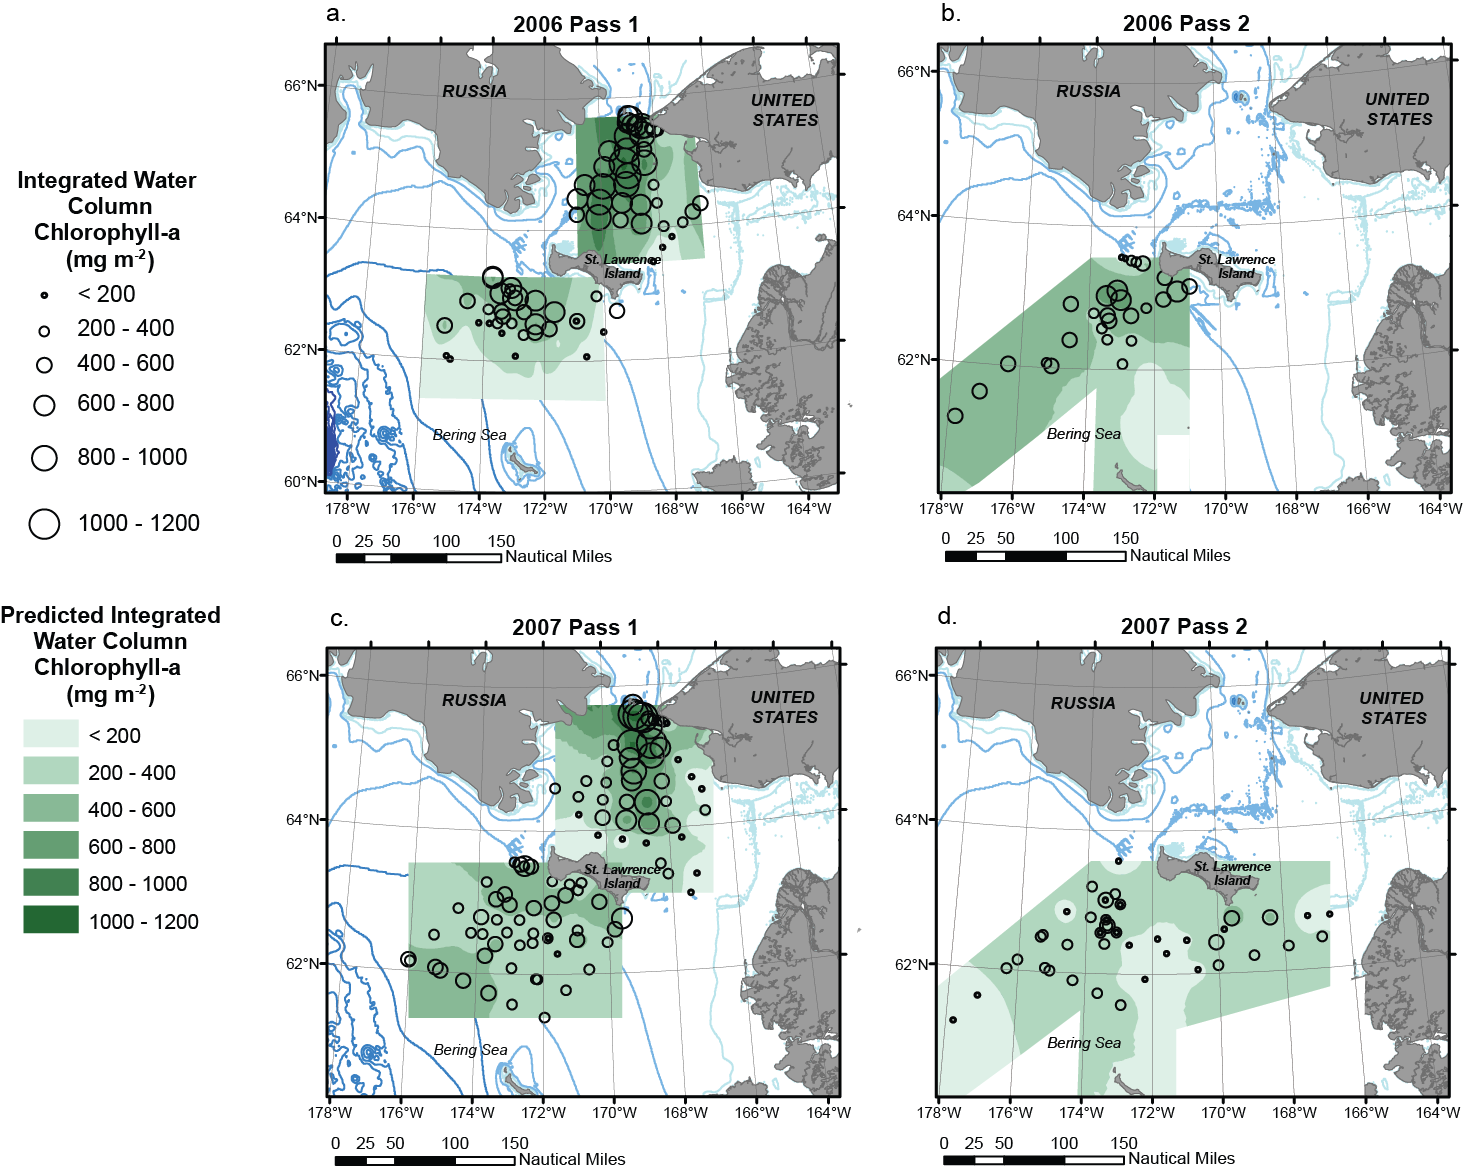 Integrated Water
Column
Chlorophyll-a
(mg m-2)
< 200
200 - 400
400 - 600
600 - 800
800 - 1000
1000 - 1200
Predicted Integrated
Water Column
Chlorophyll-a
(mg m-2)
< 200
200 - 400
400 - 600
600 - 800
800 - 1000
1000 - 1200
a.
2006 Pass 1
66°N
64°N
62°N
60°N
RUSSIA
UNITED
STATES
St. Lawrence
Island
Bering Sea
178°W 176°W 174°W 172°W 170°W 168°W 166°W 164°W
0 25 50 100 150
Nautical Miles
b.
2006 Pass 2
66°N
64°N
62°N
RUSSIA
UNITED
STATES
St. Lawrence
Island
Bering Sea
178°W 176°W 174°W 172°W 170°W 168°W 166°W 164°W
0 25 50 100 150
Nautical Miles
c.
2007 Pass 1
66°N
64°N
62°N
RUSSIA
UNITED
STATES
St. Lawrence
Island
Bering Sea
178°W 176°W 174°W 172°W 170°W 168°W 166°W 164°W
0 25 50 100 150
Nautical Miles
d.
2007 Pass 2
66°N
64°N
62°N
RUSSIA
UNITED
STATES
St. Lawrence
Island
Bering Sea
178°W 176°W 174°W 172°W 170°W 168°W 166°W 164°W
0 25 50 100 150
Nautical Miles